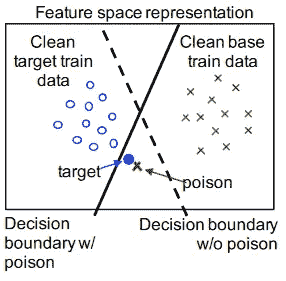 Feature space representation
Clean
target train
data
Clean base
train data
target
poison
Decision
boundary w/
poison
Decision boundary
w/o poison